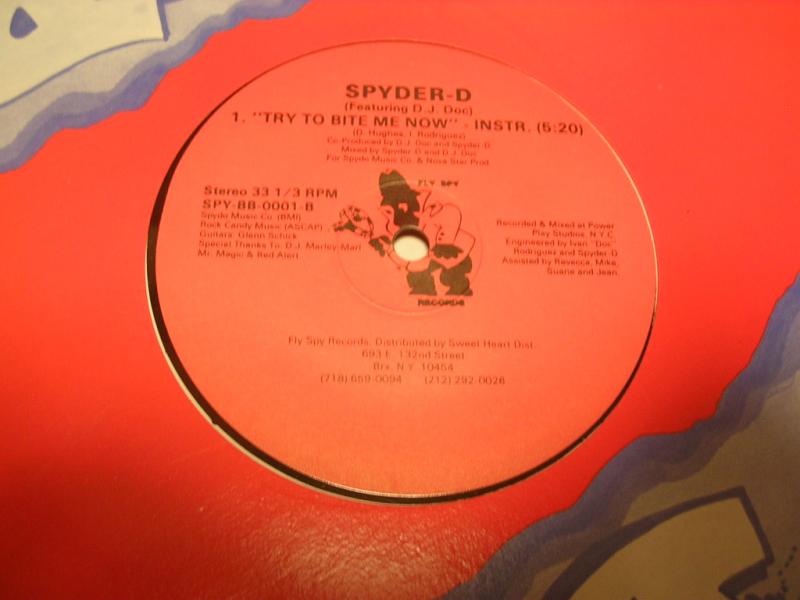 SPYDER-D
(Featuring D.J. Doc)
1. "TRY TO BITE ME NOW" - INSTR. (5:20)
(D. Hughes, I. Rodriguez)
Co-Produced by D.J. Doc and Spyder-D
Mixed by Spyder-D and D.J. Doc
For Spydo Music Co. & Nova Star Prod.
FLY SPY
RECORDS
Stereo 33 1/3 RPM
SPY-BB-0001-B
Spydo Music Co. (BMI)
Rock Candy Music (ASCAP)
Guitars: Glenn Schick
Special Thanks To: D.J. Marley-Marl
Mr. Magic & Red Alert
Recorded & Mixed at Power
Play Studios, N.Y.C.
Engineered by Ivan "Doc"
Rodriguez and Spyder-D
Assisted by Revecca, Mike,
Suane and Jean.
Fly Spy Records. Distributed by Sweet Heart Dist.
693 E. 132nd Street
Brx, N.Y. 10454
(718) 659-0094 (212) 292-0026